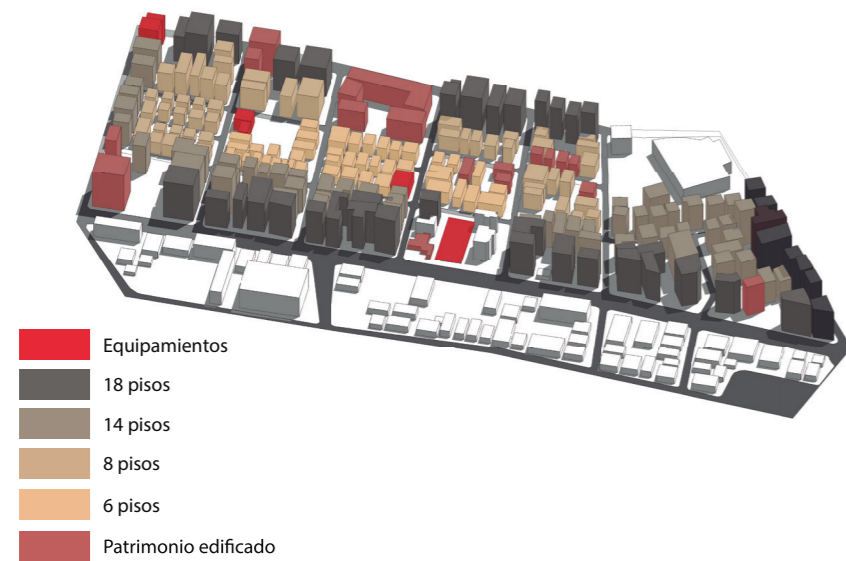 Equipamientos
18 pisos
14 pisos
8 pisos
6 pisos
Patrimonio edificado